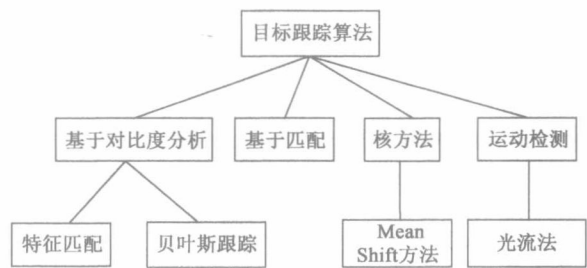 目标跟踪算法
基于对比度分析
基于匹配
核方法
运动检测
特征匹配
贝叶斯跟踪
Mean
Shift方法
光流法